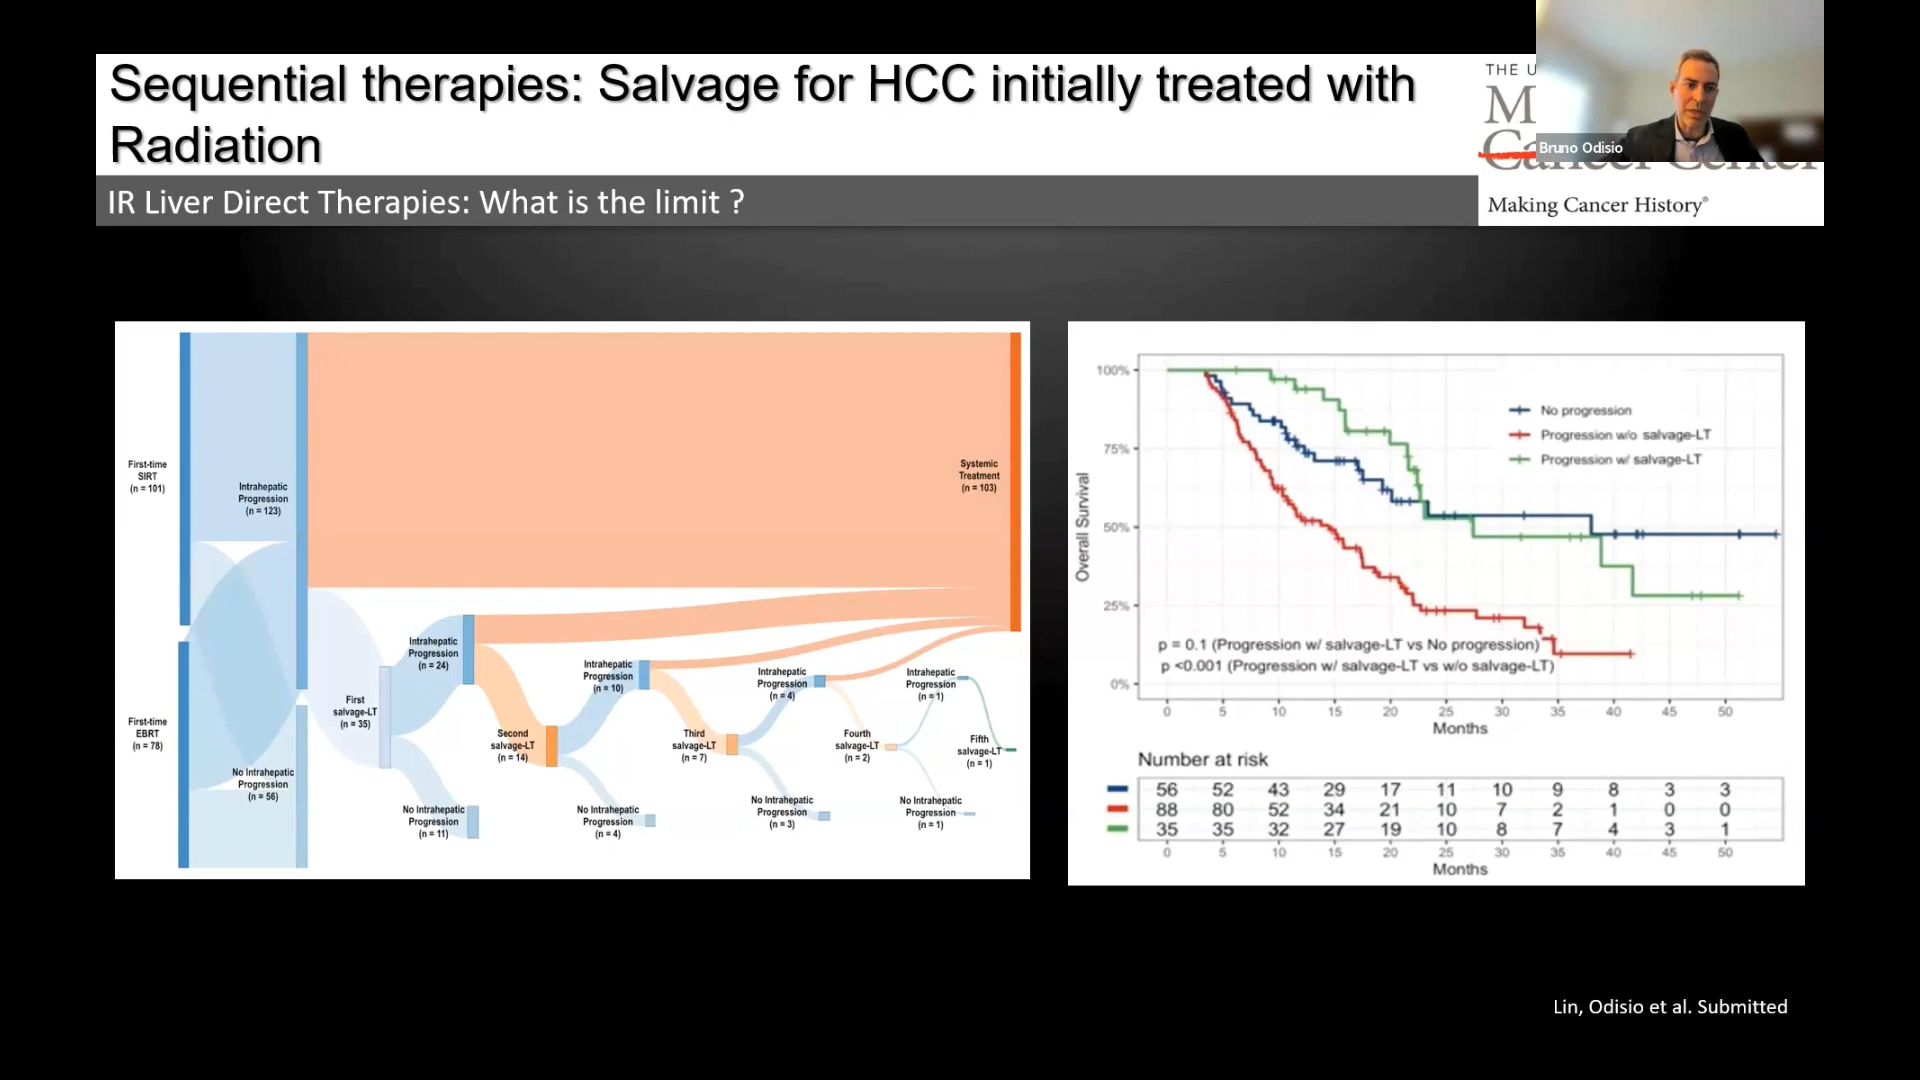 Sequential therapies: Salvage for HCC initially treated with
Radiation
IR Liver Direct Therapies: What is the limit ?
THE U
M
Cancer Center
Making Cancer History®
Bruno Odisio
First-time
SIRT
(n = 101)
Intrahepatic
Progression
(n = 123)
Systemic
Treatment
(n = 103)
First-time
EBRT
(n = 78)
No Intrahepatic
Progression
(n = 56)
First
salvage-LT
(n = 35)
Intrahepatic
Progression
(n = 24)
No Intrahepatic
Progression
(n = 11)
Second
salvage-LT
(n = 14)
Intrahepatic
Progression
(n = 10)
No Intrahepatic
Progression
(n = 4)
Third
salvage-LT
(n = 7)
Intrahepatic
Progression
(n = 4)
No Intrahepatic
Progression
(n = 3)
Fourth
salvage-LT
(n = 2)
Intrahepatic
Progression
(n = 1)
No Intrahepatic
Progression
(n = 1)
Fifth
salvage-LT
(n = 1)
Overall Survival
100%
75%
50%
25%
0%
No progression
Progression w/o salvage-LT
Progression w/ salvage-LT
p = 0.1 (Progression w/ salvage-LT vs No progression)
p <0.001 (Progression w/ salvage-LT vs w/o salvage-LT)
0 5 10 15 20 25 30 35 40 45 50
Months
Number at risk
56 52 43 29 17 11 10 9 8 3 3
88 80 52 34 21 10 7 2 1 0 0
35 35 32 27 19 10 8 7 4 3 1
0 5 10 15 20 25 30 35 40 45 50
Months
Lin, Odisio et al. Submitted